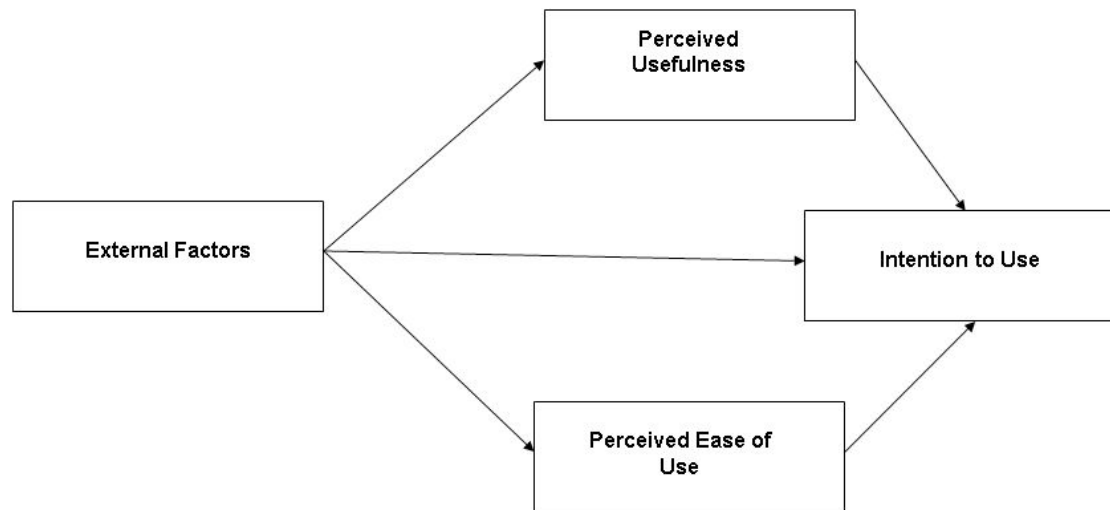 Perceived
Usefulness
External Factors
Intention to Use
Perceived Ease of
Use